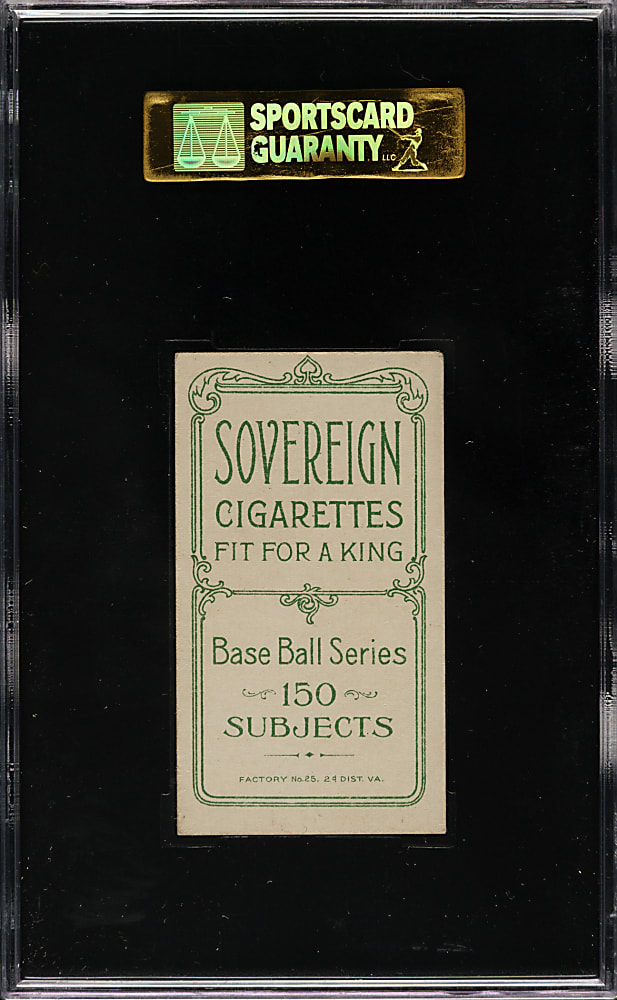 SPORTSCARD
GUARANTY LLC
SOVEREIGN
CIGARETTES
FIT FOR A KING
Base Ball Series
150
SUBJECTS
FACTORY No. 25. 2d DIST. VA.